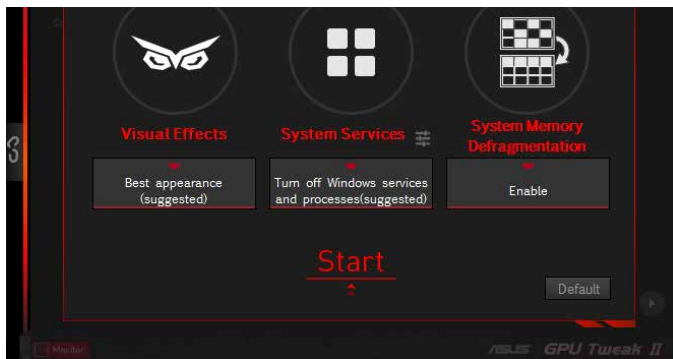 Visual Effects
System Services
System Memory
Defragmentation
Best appearance
(suggested)
Turn off Windows services
and processes(suggested)
Enable
Start
Default
Monitor
ASUS GPU Tweak II